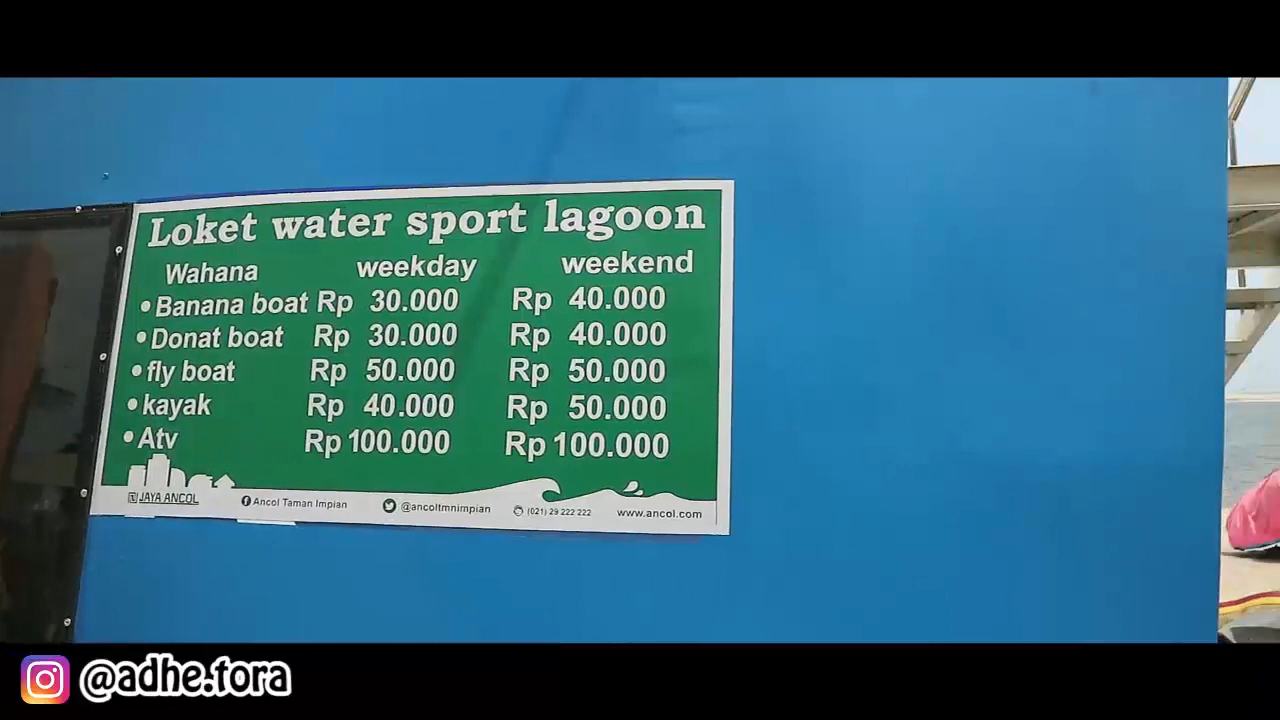 Loket water sport lagoon
Wahana weekday weekend
•Banana boat Rp 30.000 Rp 40.000
•Donat boat Rp 30.000 Rp 40.000
•fly boat Rp 50.000 Rp 50.000
•kayak Rp 40.000 Rp 50.000
•Atv Rp 100.000 Rp 100.000
JAYA ANCOL Ancol Taman Impian @ancoltmnimpian (021) 29 222 222 www.ancol.com
@adhe.fora